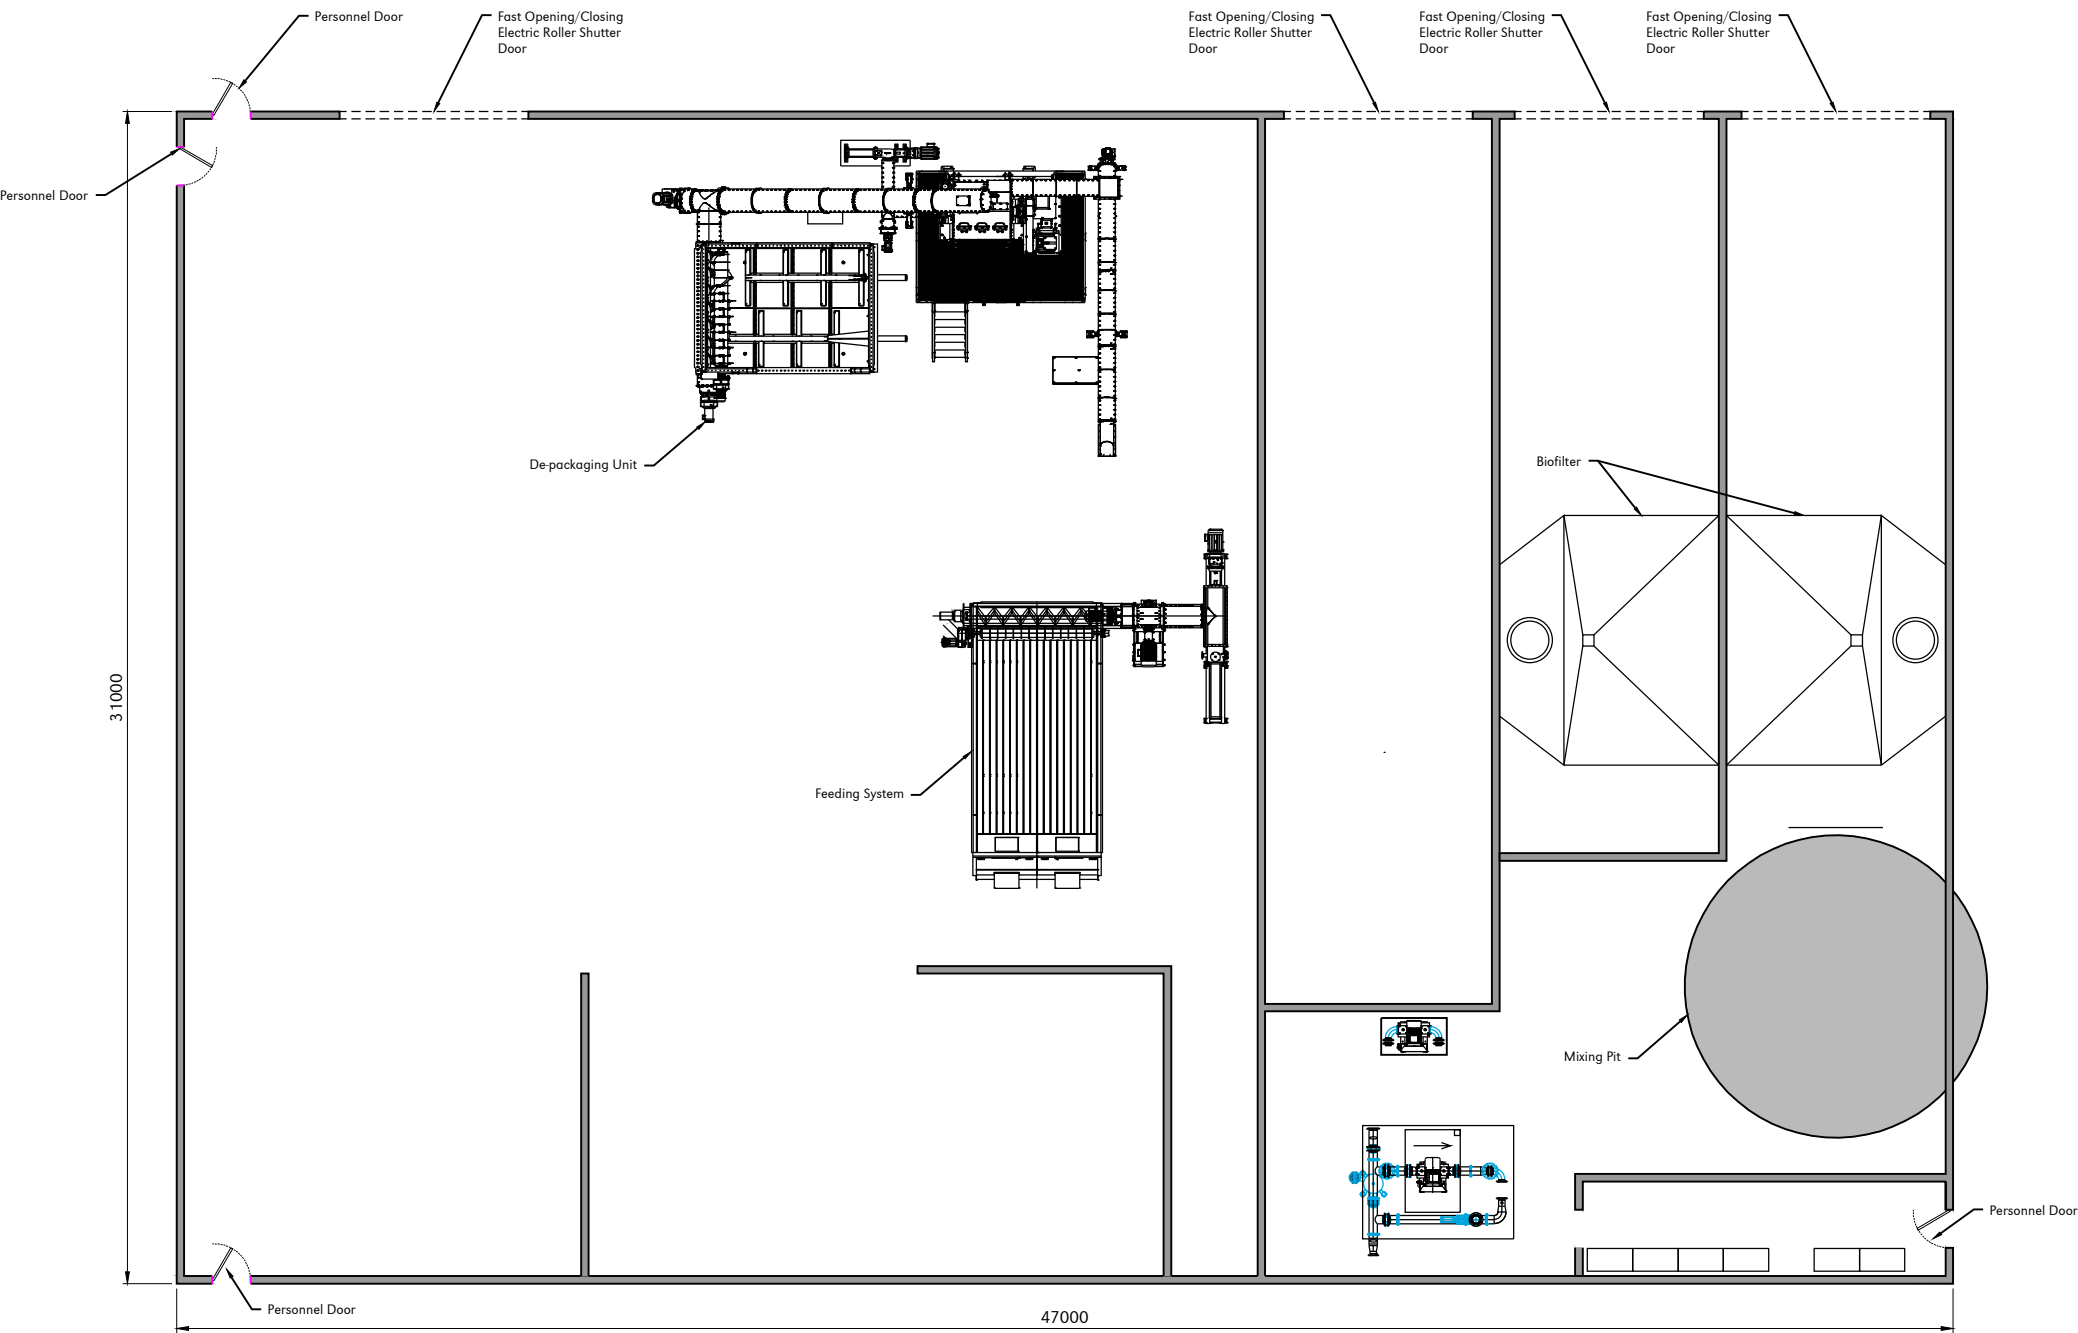 Personnel Door
Fast Opening/Closing
Electric Roller Shutter
Door
Fast Opening/Closing
Electric Roller Shutter
Door
Fast Opening/Closing
Electric Roller Shutter
Door
Fast Opening/Closing
Electric Roller Shutter
Door
Personnel Door
De-packaging Unit
Biofilter
31000
Feeding System
Mixing Pit
Personnel Door
Personnel Door
47000